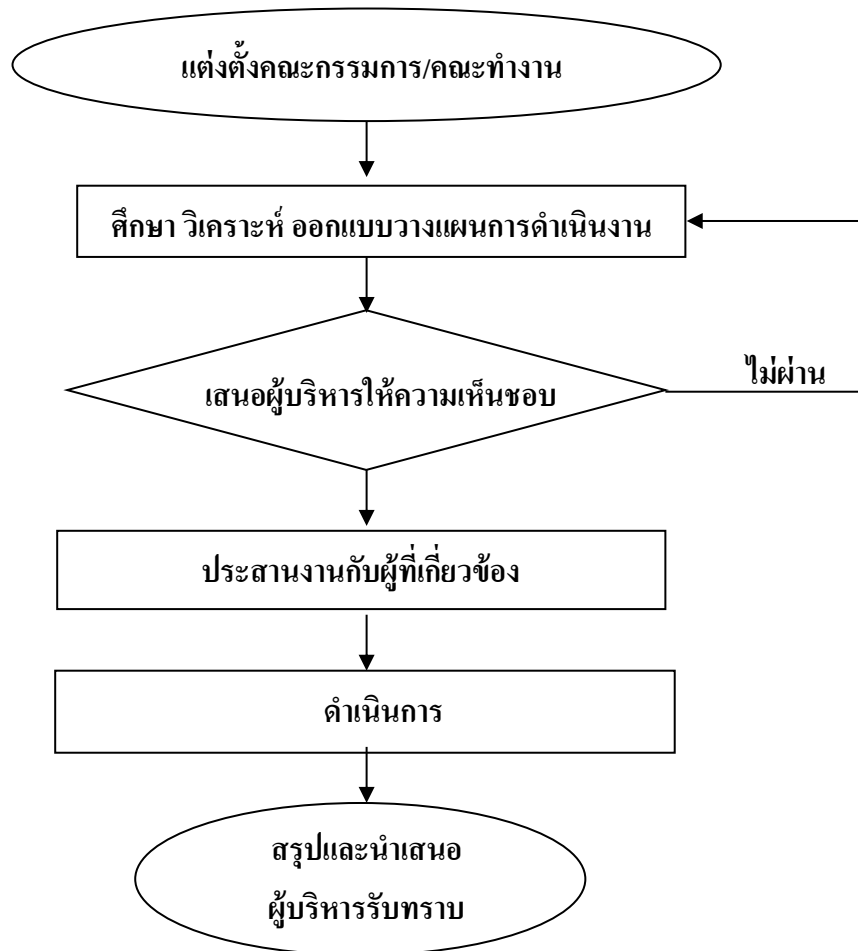 แต่งตั้งคณะกรรมการ/คณะทำงาน
ศึกษา วิเคราะห์ ออกแบบวางแผนการดำเนินงาน
ไม่ผ่าน
เสนอผู้บริหารให้ความเห็นชอบ
ประสานงานกับผู้ที่เกี่ยวข้อง
ดำเนินการ
สรุปและนำเสนอ
ผู้บริหารรับทราบ